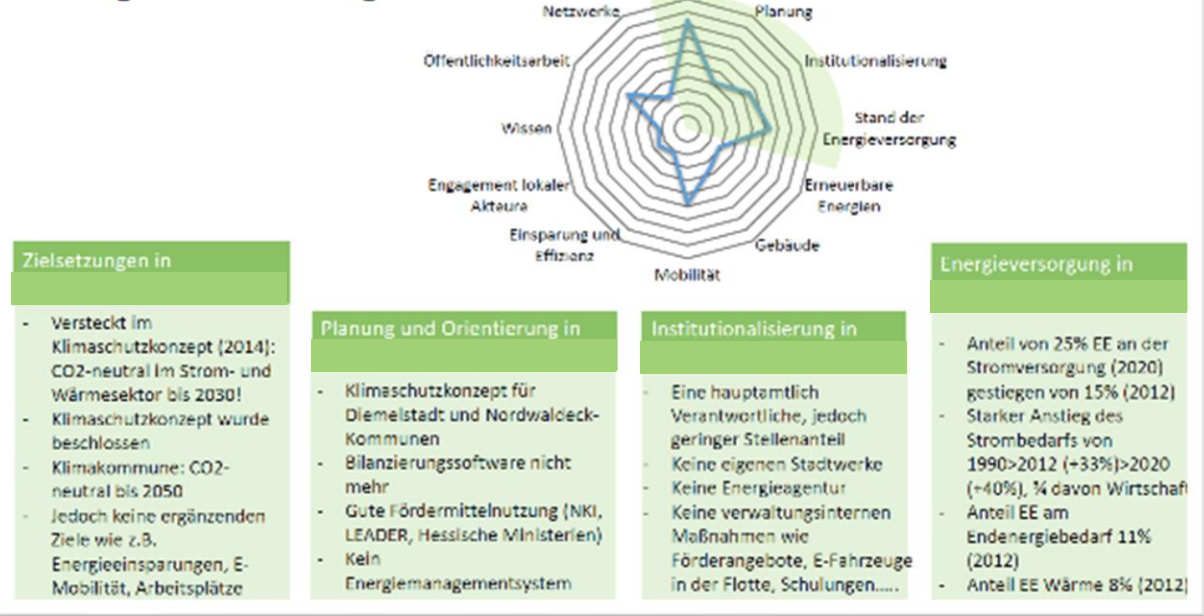 Netzwerke
Planung
Öffentlichkeitsarbeit
Institutionalisierung
Wissen
Stand der
Energieversorgung
Engagement lokaler
Akteure
Erneuerbare
Energien
Einsparung und
Effizienz
Gebäude
Mobilität
Zielsetzungen in
- Versteckt im
Klimaschutzkonzept (2014):
CO2-neutral im Strom- und
Wärmesektor bis 2030!
- Klimaschutzkonzept wurde
beschlossen
- Klimakommune: CO2-
neutral bis 2050
- Jedoch keine ergänzenden
Ziele wie z.B.
Energieeinsparungen, E-
Mobilität, Arbeitsplätze
Planung und Orientierung in
- Klimaschutzkonzept für
Diemelstadt und Nordwaldeck-
Kommunen
- Bilanzierungssoftware nicht
mehr
- Gute Fördermittelnutzung (NKI,
LEADER, Hessische Ministerien)
- Kein
Energiemanagementsystem
Institutionalisierung in
- Eine hauptamtlich
Verantwortliche, jedoch
geringer Stellenanteil
- Keine eigenen Stadtwerke
- Keine Energieagentur
- Keine verwaltungsinternen
Maßnahmen wie
Förderangebote, E-Fahrzeuge
in der Flotte, Schulungen.....
Energieversorgung in
- Anteil von 25% EE an der
Stromversorgung (2020)
gestiegen von 15% (2012)
- Starker Anstieg des
Strombedarfs von
1990>2012 (+33%)>2020
(+40%), ¾ davon Wirtschaft
- Anteil EE am
Endenergiebedarf 11%
(2012)
- Anteil EE Wärme 8% (2012)